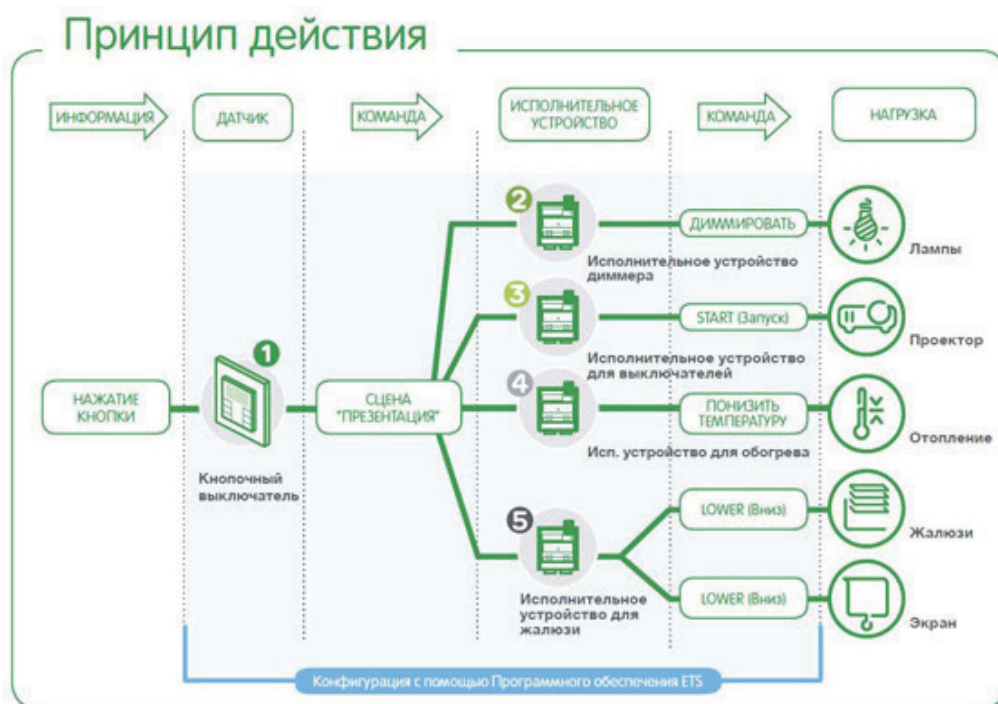 Принцип действия
ИНФОРМАЦИЯ
ДАТЧИК
КОМАНДА
ИСПОЛНИТЕЛЬНОЕ
УСТРОЙСТВО
КОМАНДА
НАГРУЗКА
НАЖАТИЕ
КНОПКИ
1
Кнопочный
выключатель
СЦЕНА
"ПРЕЗЕНТАЦИЯ"
2
Исполнительное устройство
диммера
ДИММИРОВАТЬ
Лампы
3
Исполнительное устройство
для выключателей
START (Запуск)
Проектор
4
Исп. устройство для обогрева
ПОНИЗИТЬ
ТЕМПЕРАТУРУ
Отопление
5
Исполнительное
устройство для
жалюзи
LOWER (Вниз)
Жалюзи
LOWER (Вниз)
Экран
Конфигурация с помощью Программного обеспечения ETS